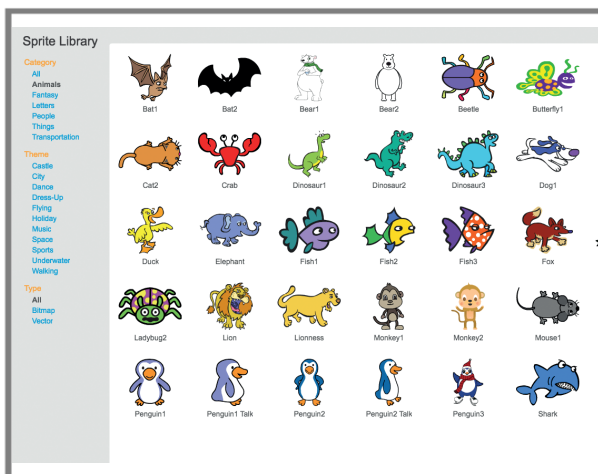 Sprite Library
Category
All
Animals
Fantasy
Letters
People
Things
Transportation
Theme
Castle
City
Dance
Dress-Up
Flying
Holiday
Music
Space
Sports
Underwater
Walking
Type
All
Bitmap
Vector
Bat1 Bat2 Bear1 Bear2 Beetle Butterfly1
Cat2 Crab Dinosaur1 Dinosaur2 Dinosaur3 Dog1
Duck Elephant Fish1 Fish2 Fish3 Fox
Ladybug2 Lion Lionness Monkey1 Monkey2 Mouse1
Penguin1 Penguin1 Talk Penguin2 Penguin2 Talk Penguin3 Shark